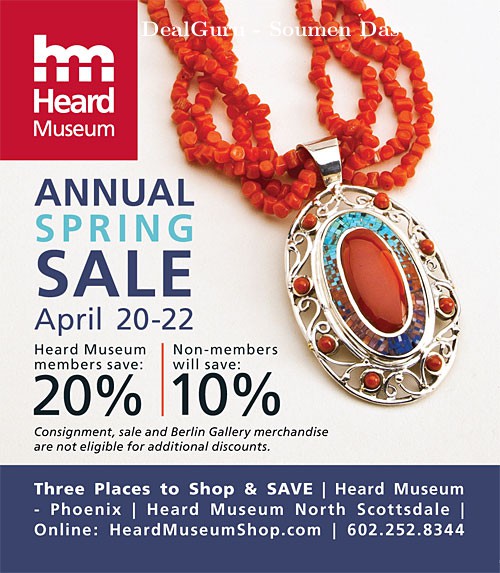 DealGuru - Soumen Das
hm
Heard
Museum
ANNUAL
SPRING
SALE
April 20-22
Heard Museum
members save:
20%
Non-members
will save:
10%
Consignment, sale and Berlin Gallery merchandise
are not eligible for additional discounts.
Three Places to Shop & SAVE | Heard Museum
- Phoenix | Heard Museum North Scottsdale |
Online: HeardMuseumShop.com | 602.252.8344